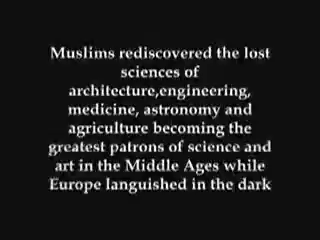 Muslims rediscovered the lost
sciences of
architecture,engineering,
medicine, astronomy and
agriculture becoming the
greatest patrons of science and
art in the Middle Ages while
Europe languished in the dark